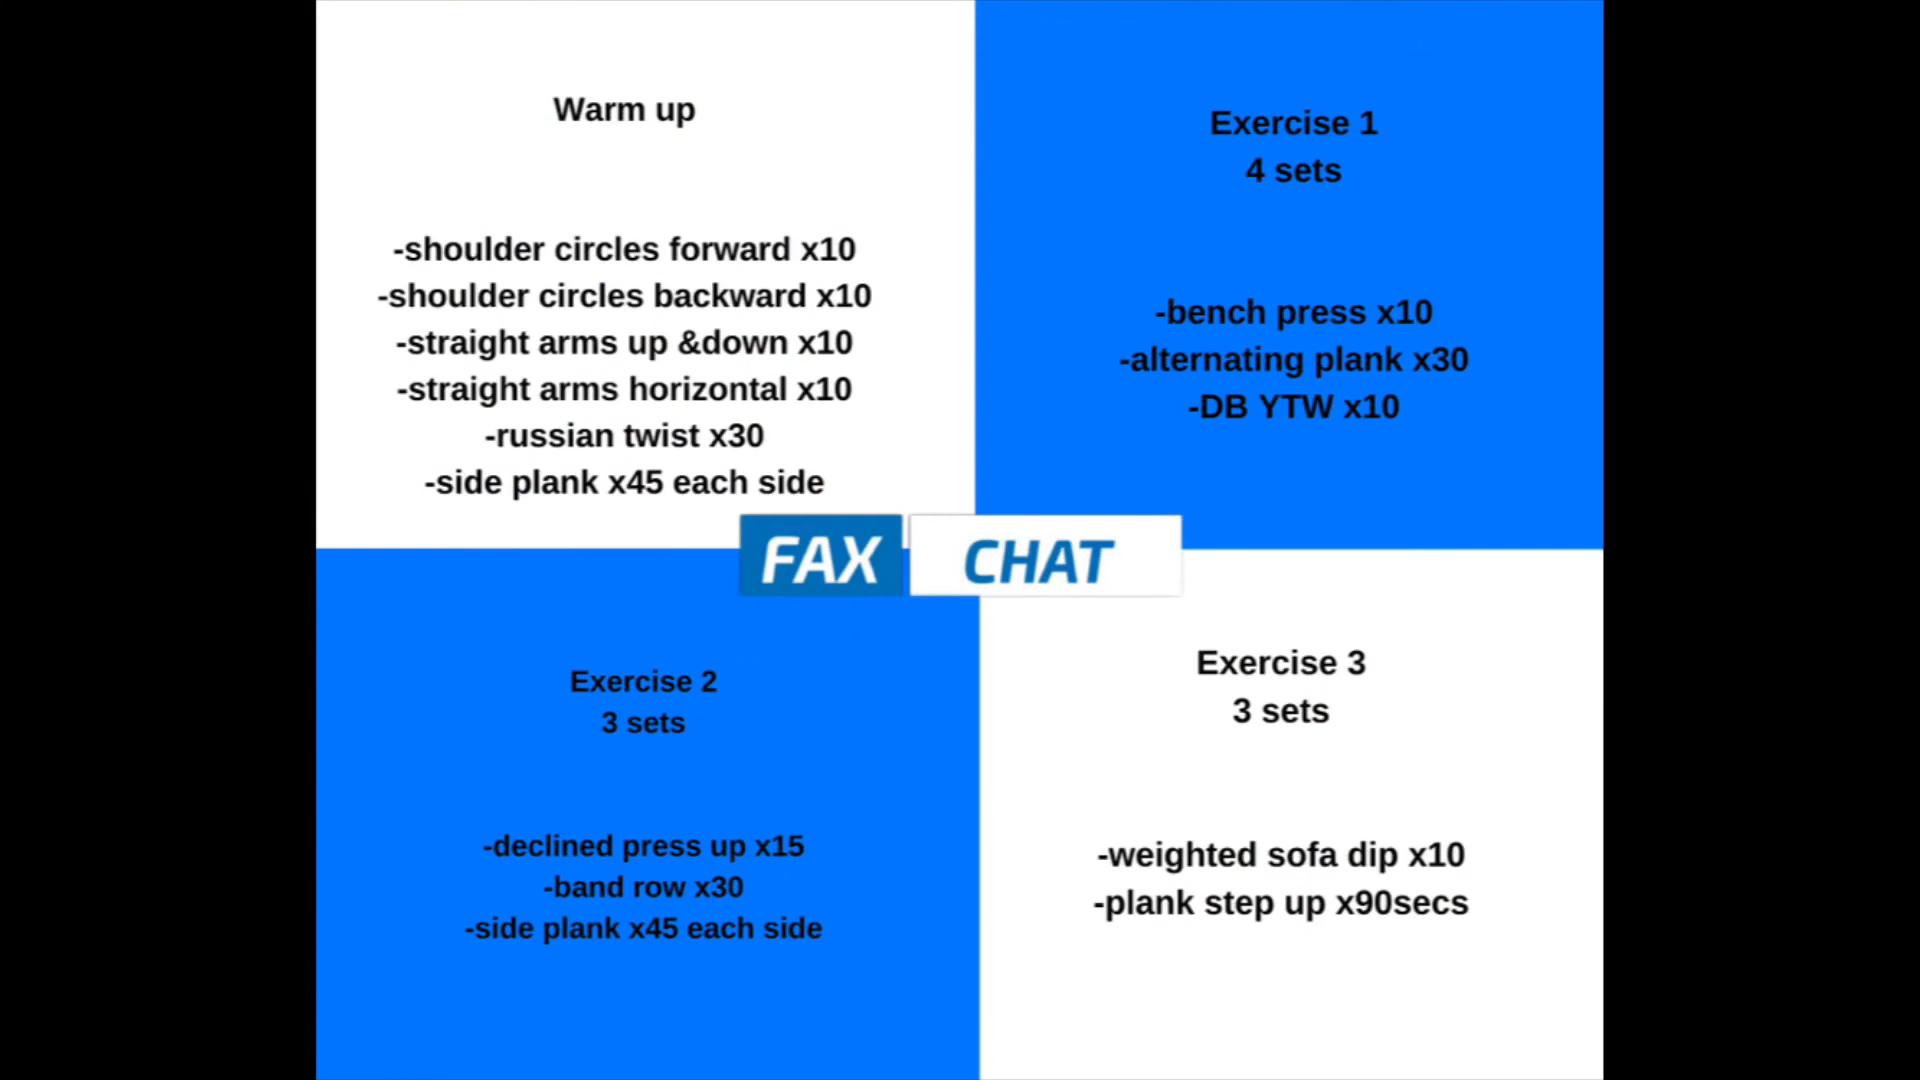 Warm up
-shoulder circles forward x10
-shoulder circles backward x10
-straight arms up &down x10
-straight arms horizontal x10
-russian twist x30
-side plank x45 each side
Exercise 1
4 sets
-bench press x10
-alternating plank x30
-DB YTW x10
FAX CHAT
Exercise 2
3 sets
-declined press up x15
-band row x30
-side plank x45 each side
Exercise 3
3 sets
-weighted sofa dip x10
-plank step up x90secs